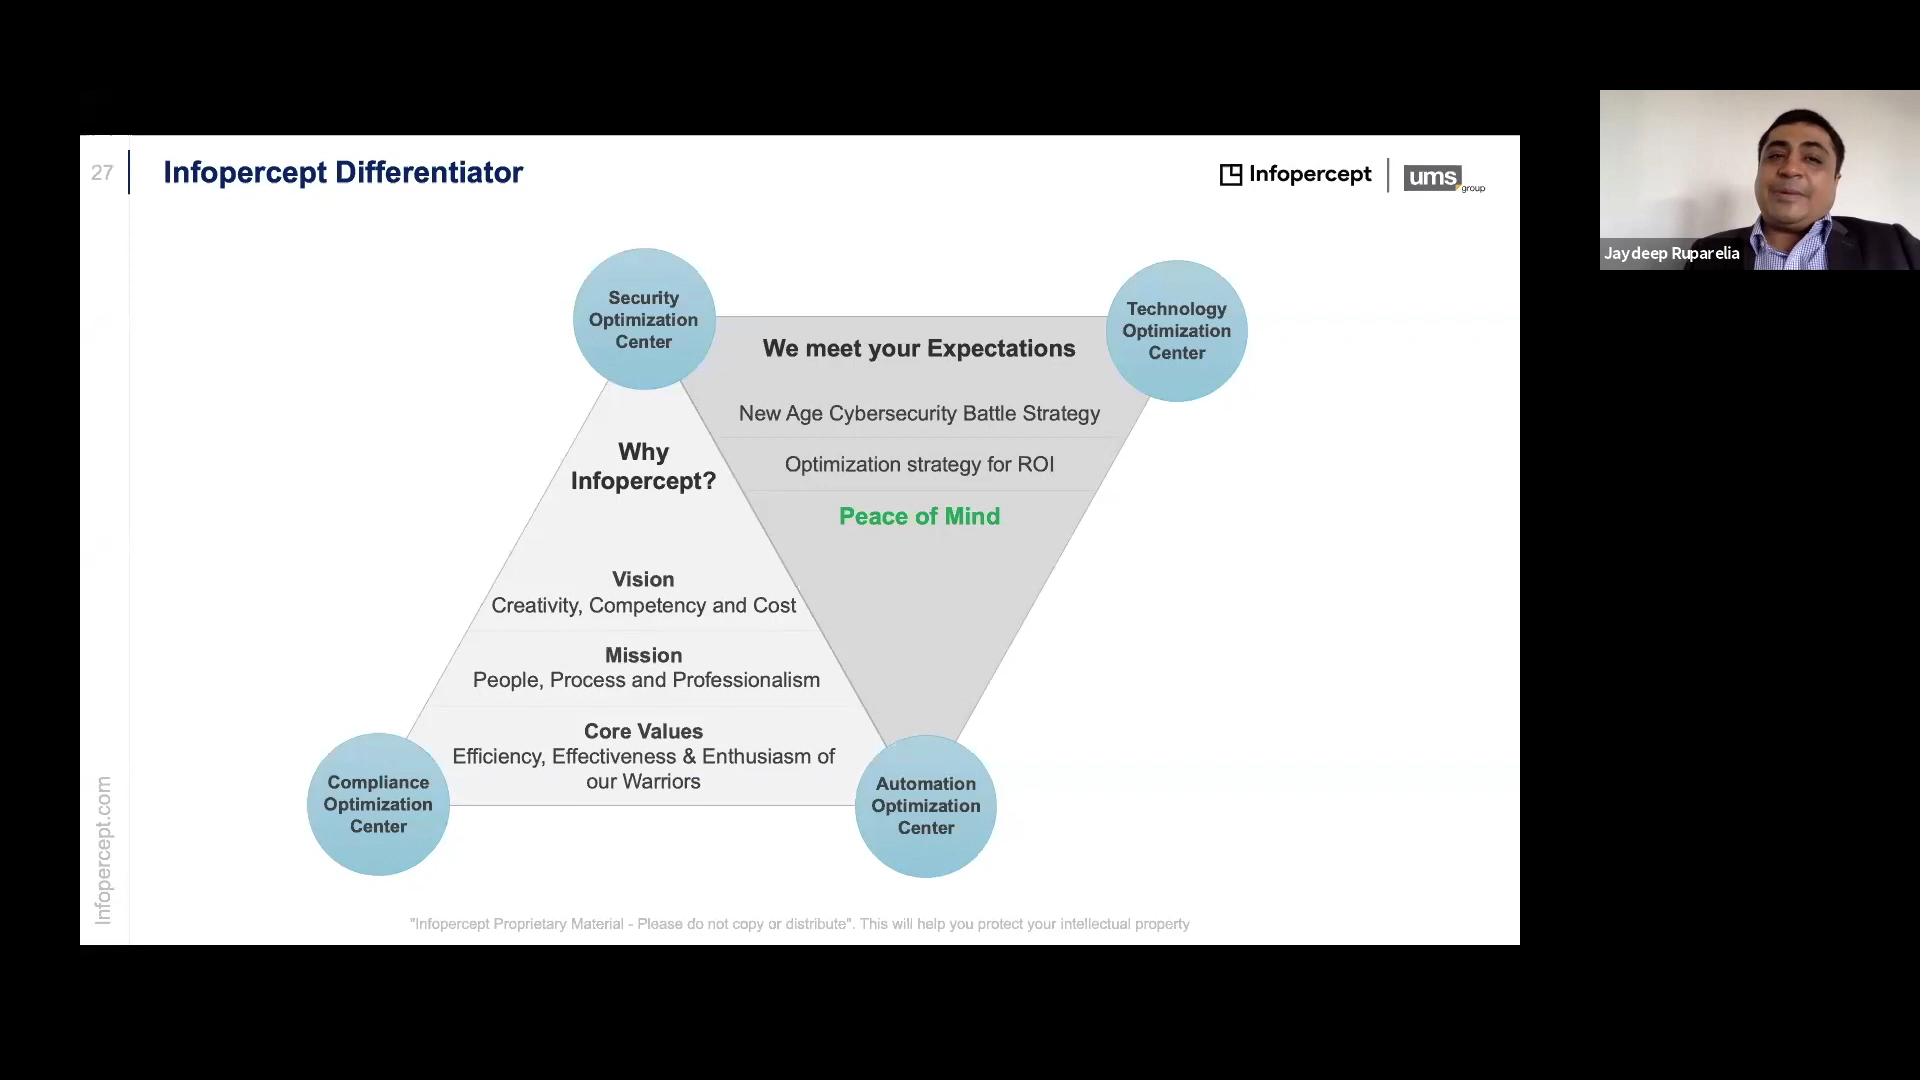 27
Infopercept Differentiator
Infopercept
ums
group
Jaydeep Ruparelia
Security
Optimization
Center
Technology
Optimization
Center
We meet your Expectations
New Age Cybersecurity Battle Strategy
Optimization strategy for ROI
Peace of Mind
Why
Infopercept?
Vision
Creativity, Competency and Cost
Mission
People, Process and Professionalism
Core Values
Efficiency, Effectiveness & Enthusiasm of
our Warriors
Compliance
Optimization
Center
Automation
Optimization
Center
Infopercept.com
"Infopercept Proprietary Material - Please do not copy or distribute". This will help you protect your intellectual property